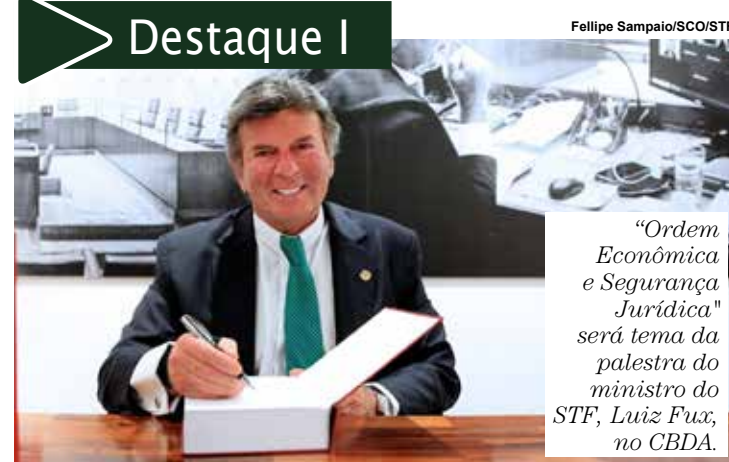 Destaque I
Fellipe Sampaio/SCO/STF
“Ordem
Econômica
e Segurança
Jurídica"
será tema da
palestra do
ministro do
STF, Luiz Fux,
no CBDA.